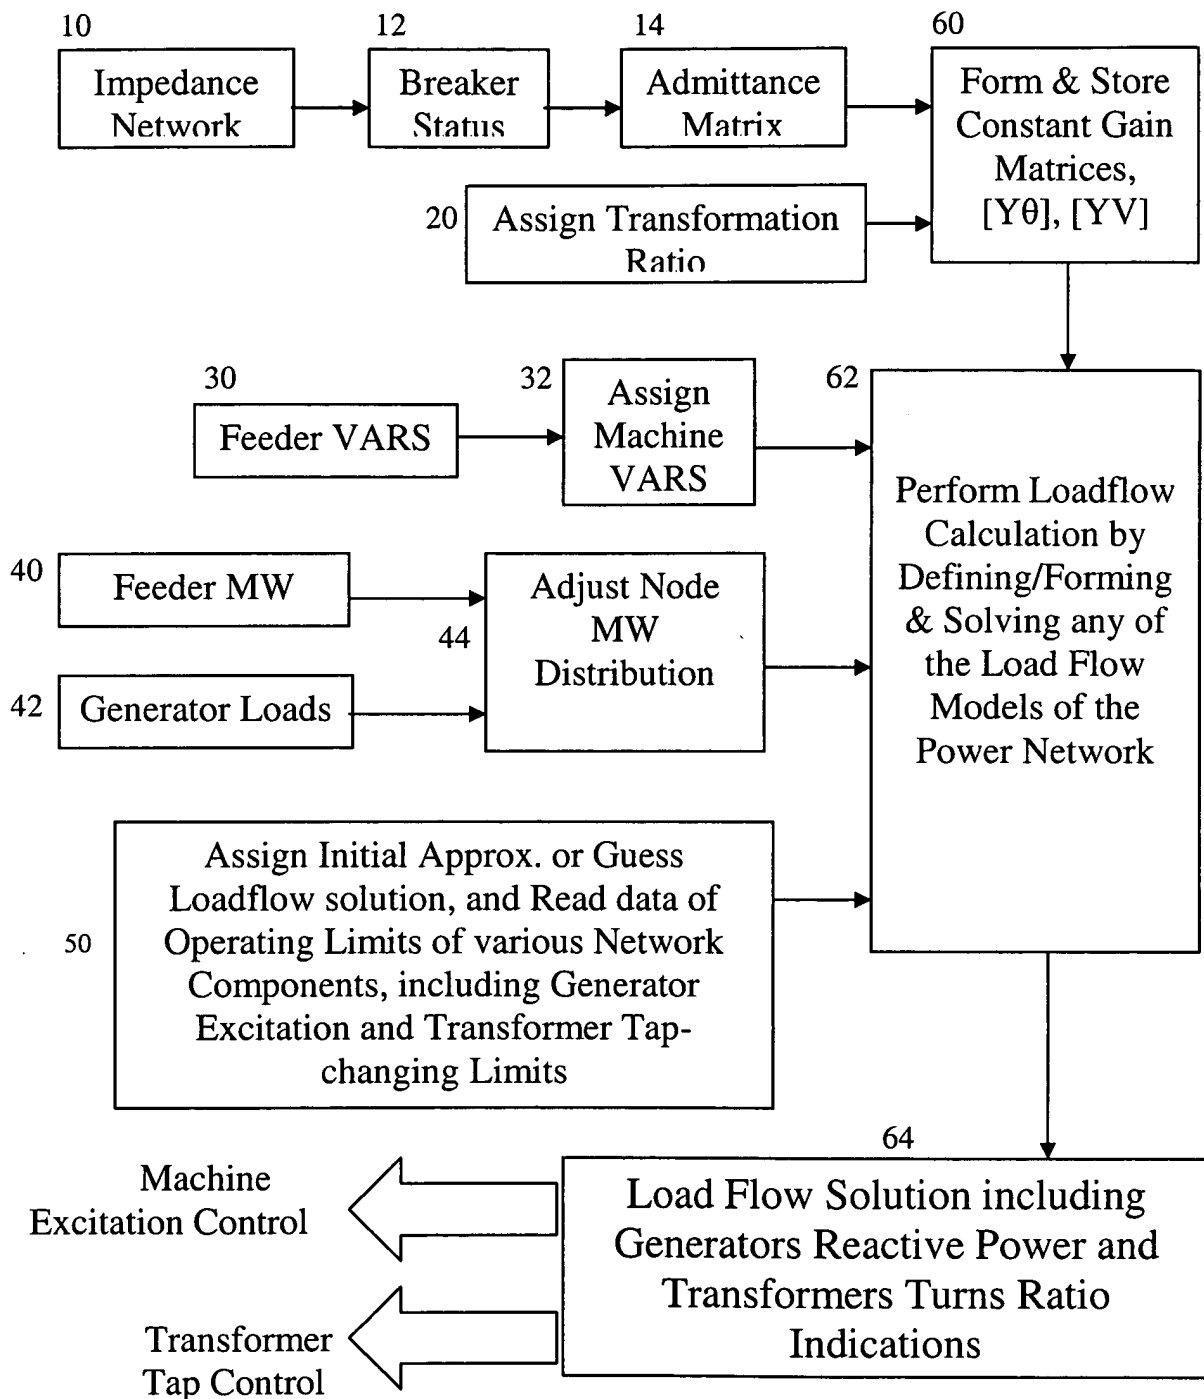 10
Impedance
Network
12
Breaker
Status
14
Admittance
Matrix
60
Form & Store
Constant Gain
Matrices,
[Yθ], [YV]
20
Assign Transformation
Ratio
30
Feeder VARS
32
Assign
Machine
VARS
62
Perform Loadflow
Calculation by
Defining/Forming
& Solving any of
the Load Flow
Models of the
Power Network
40
Feeder MW
44
Adjust Node
MW
Distribution
42
Generator Loads
50
Assign Initial Approx. or Guess
Loadflow solution, and Read data of
Operating Limits of various Network
Components, including Generator
Excitation and Transformer Tap-
changing Limits
64
Load Flow Solution including
Generators Reactive Power and
Transformers Turns Ratio
Indications
Machine
Excitation Control
Transformer
Tap Control